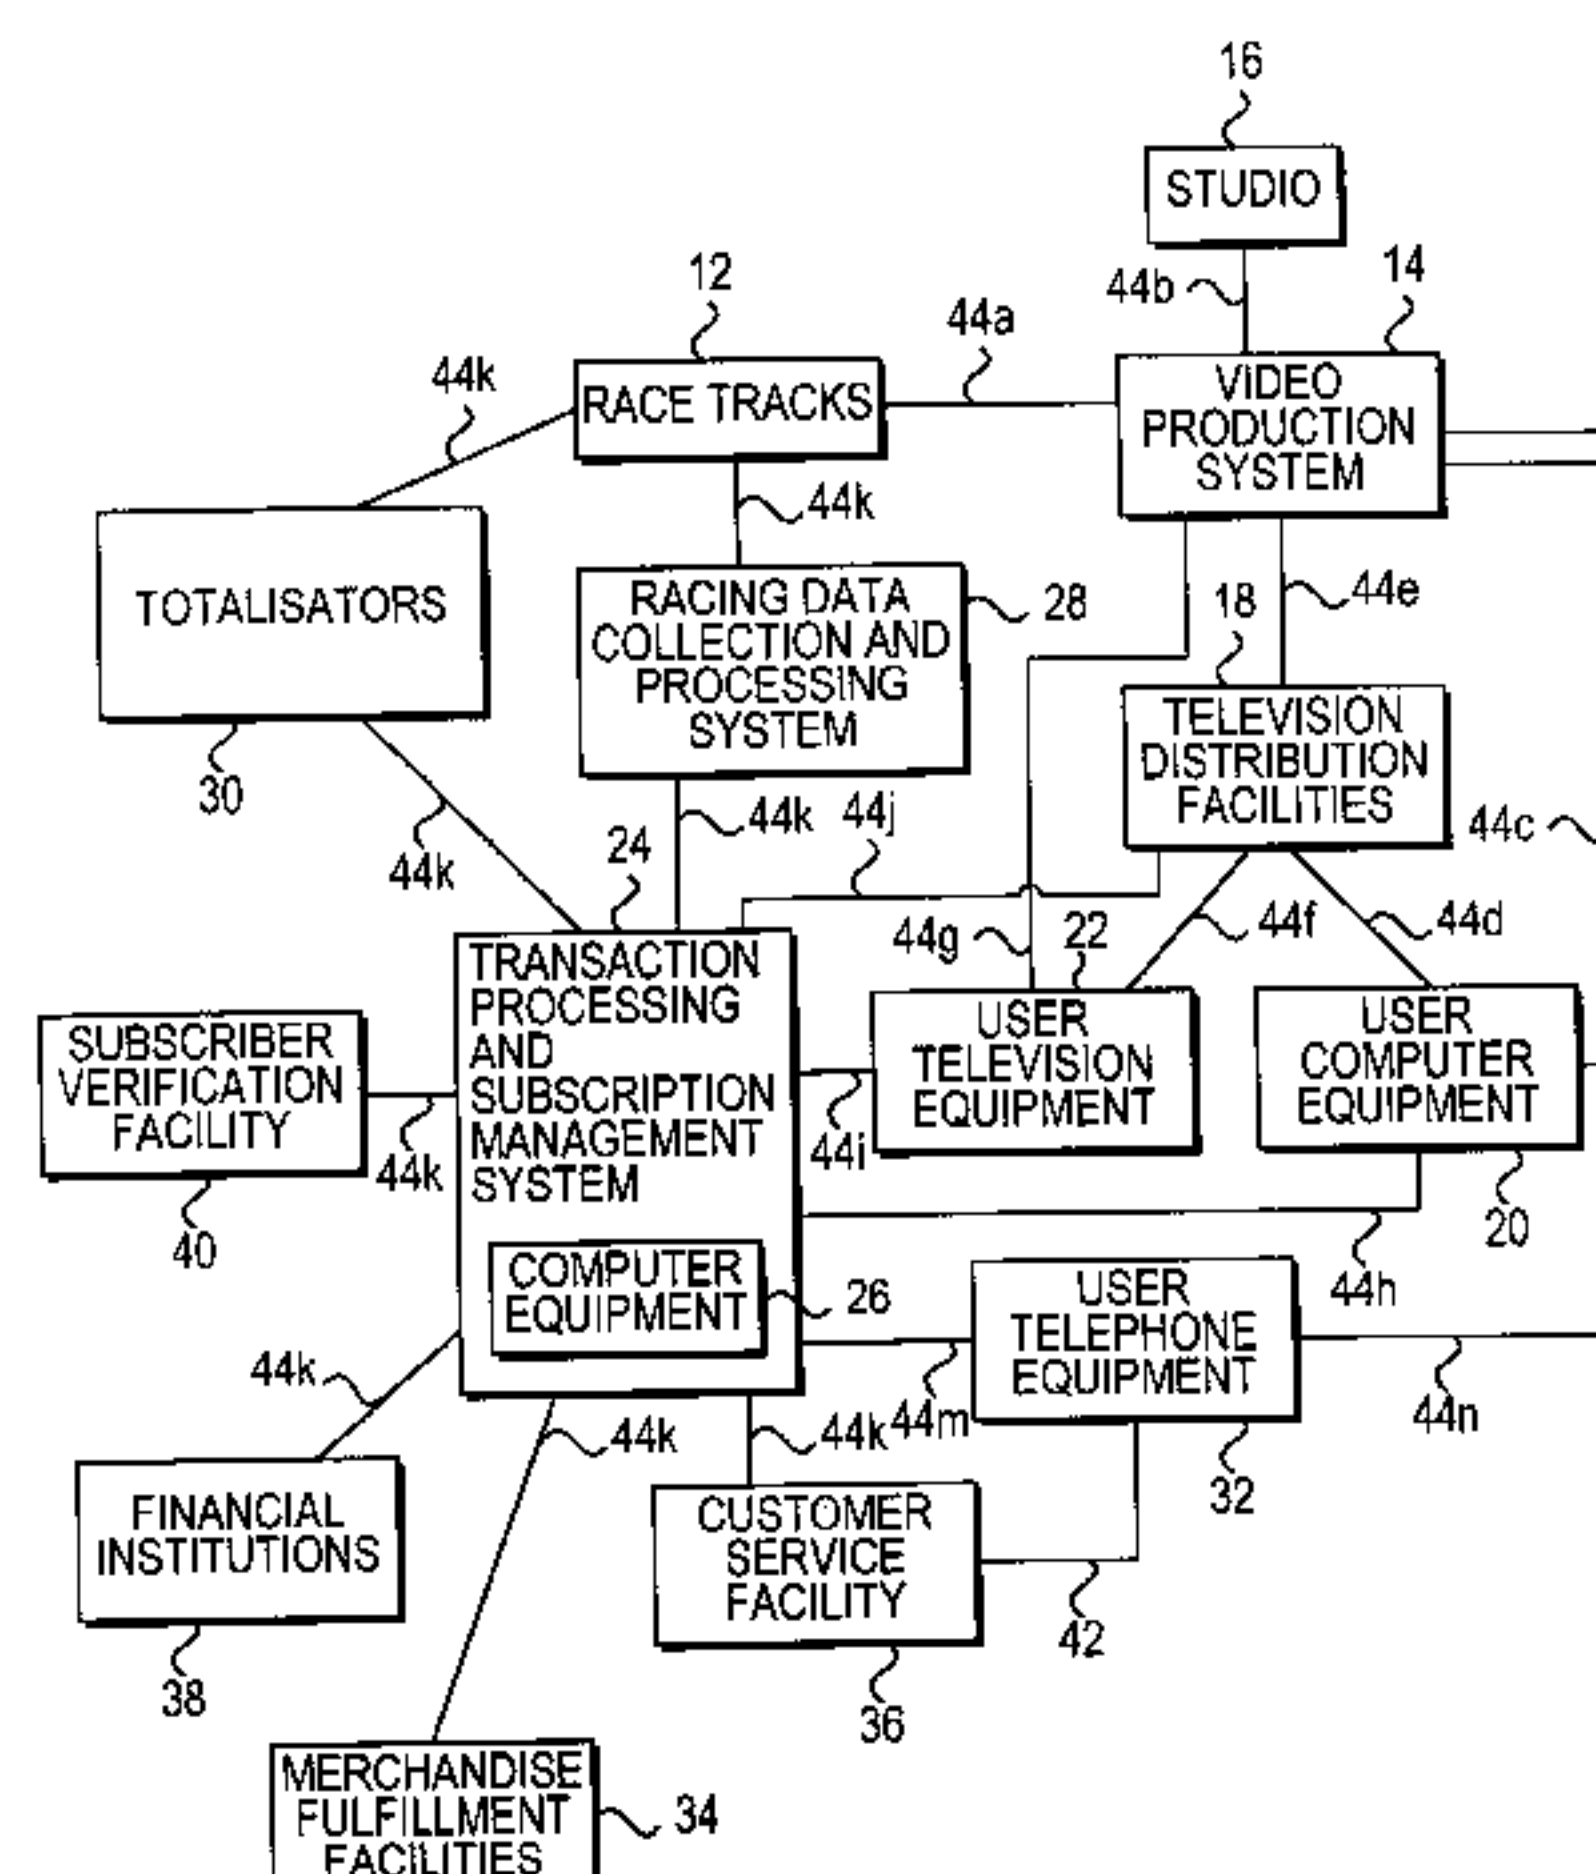 16
STUDIO
44b
14
12
44a
44k
RACE TRACKS
VIDEO
PRODUCTION
SYSTEM
44k
TOTALISATORS
RACING DATA
COLLECTION AND
PROCESSING
SYSTEM
28
44e
18
TELEVISION
DISTRIBUTION
FACILITIES
30
44k
44k
44j
44c
24
44g
22
44f
44d
TRANSACTION
PROCESSING
AND
SUBSCRIPTION
MANAGEMENT
SYSTEM
SUBSCRIBER
VERIFICATION
FACILITY
44k
40
USER
TELEVISION
EQUIPMENT
44i
USER
COMPUTER
EQUIPMENT
20
44h
COMPUTER
EQUIPMENT
26
USER
TELEPHONE
EQUIPMENT
44k
44k
44k
44m
44n
32
FINANCIAL
INSTITUTIONS
38
CUSTOMER
SERVICE
FACILITY
42
36
MERCHANDISE
FULFILLMENT
FACILITIES
34